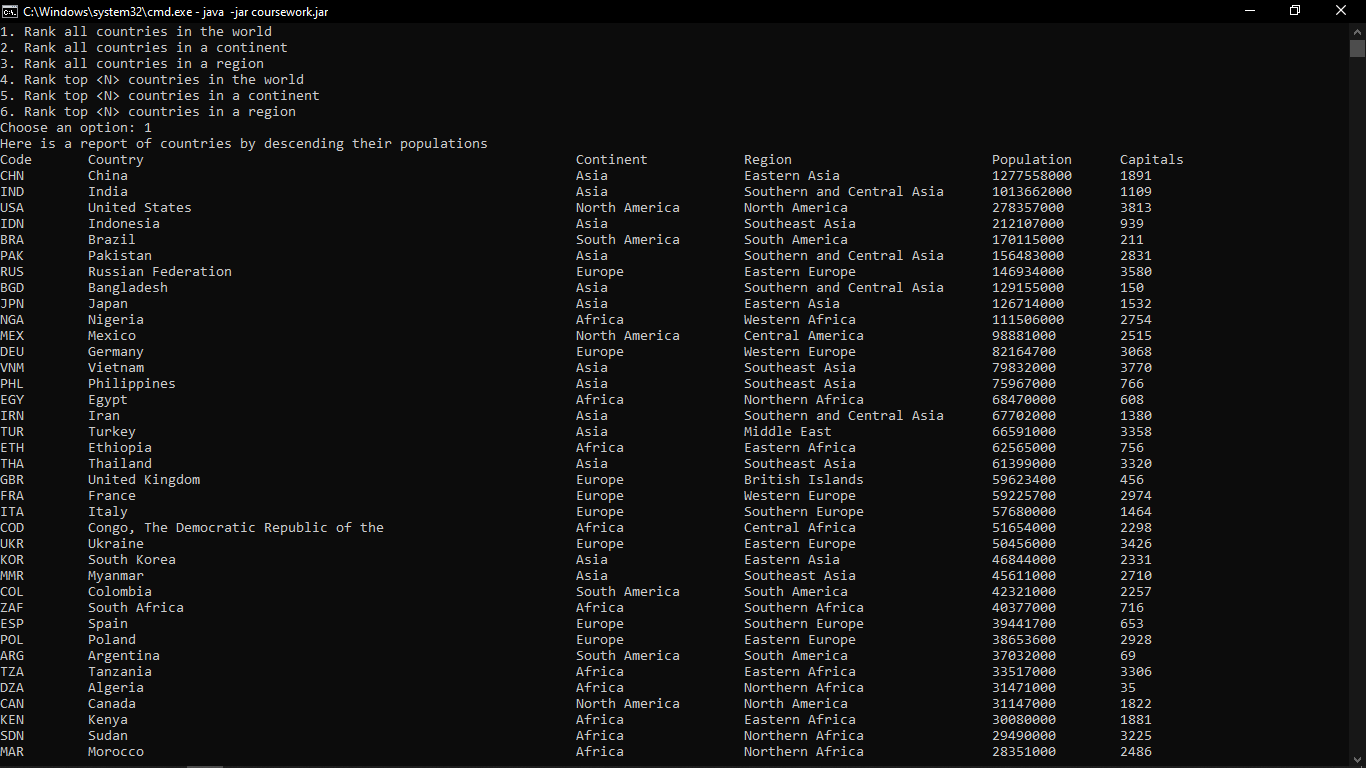 C:\Windows\system32\cmd.exe - java -jar coursework.jar
1. Rank all countries in the world
2. Rank all countries in a continent
3. Rank all countries in a region
4. Rank top <N> countries in the world
5. Rank top <N> countries in a continent
6. Rank top <N> countries in a region
Choose an option: 1
Here is a report of countries by descending their populations
Code Country Continent Region Population Capitals
CHN China Asia Eastern Asia 1277558000 1891
IND India Asia Southern and Central Asia 1013662000 1109
USA United States North America North America 278357000 3813
IDN Indonesia Asia Southeast Asia 212107000 939
BRA Brazil South America South America 170115000 211
PAK Pakistan Asia Southern and Central Asia 156483000 2831
RUS Russian Federation Europe Eastern Europe 146934000 3580
BGD Bangladesh Asia Southern and Central Asia 129155000 150
JPN Japan Asia Eastern Asia 126714000 1532
NGA Nigeria Africa Western Africa 111506000 2754
MEX Mexico North America Central America 98881000 2515
DEU Germany Europe Western Europe 82164700 3068
VNM Vietnam Asia Southeast Asia 79832000 3770
PHL Philippines Asia Southeast Asia 75967000 766
EGY Egypt Africa Northern Africa 68470000 608
IRN Iran Asia Southern and Central Asia 67702000 1380
TUR Turkey Asia Middle East 66591000 3358
ETH Ethiopia Africa Eastern Africa 62565000 756
THA Thailand Asia Southeast Asia 61399000 3320
GBR United Kingdom Europe British Islands 59623400 456
FRA France Europe Western Europe 59225700 2974
ITA Italy Europe Southern Europe 57680000 1464
COD Congo, The Democratic Republic of the Africa Central Africa 51654000 2298
UKR Ukraine Europe Eastern Europe 50456000 3426
KOR South Korea Asia Eastern Asia 46844000 2331
MMR Myanmar Asia Southeast Asia 45611000 2710
COL Colombia South America South America 42321000 2257
ZAF South Africa Africa Southern Africa 40377000 716
ESP Spain Europe Southern Europe 39441700 653
POL Poland Europe Eastern Europe 38653600 2928
ARG Argentina South America South America 37032000 69
TZA Tanzania Africa Eastern Africa 33517000 3306
DZA Algeria Africa Northern Africa 31471000 35
CAN Canada North America North America 31147000 1822
KEN Kenya Africa Eastern Africa 30080000 1881
SDN Sudan Africa Northern Africa 29490000 3225
MAR Morocco Africa Northern Africa 28351000 2486